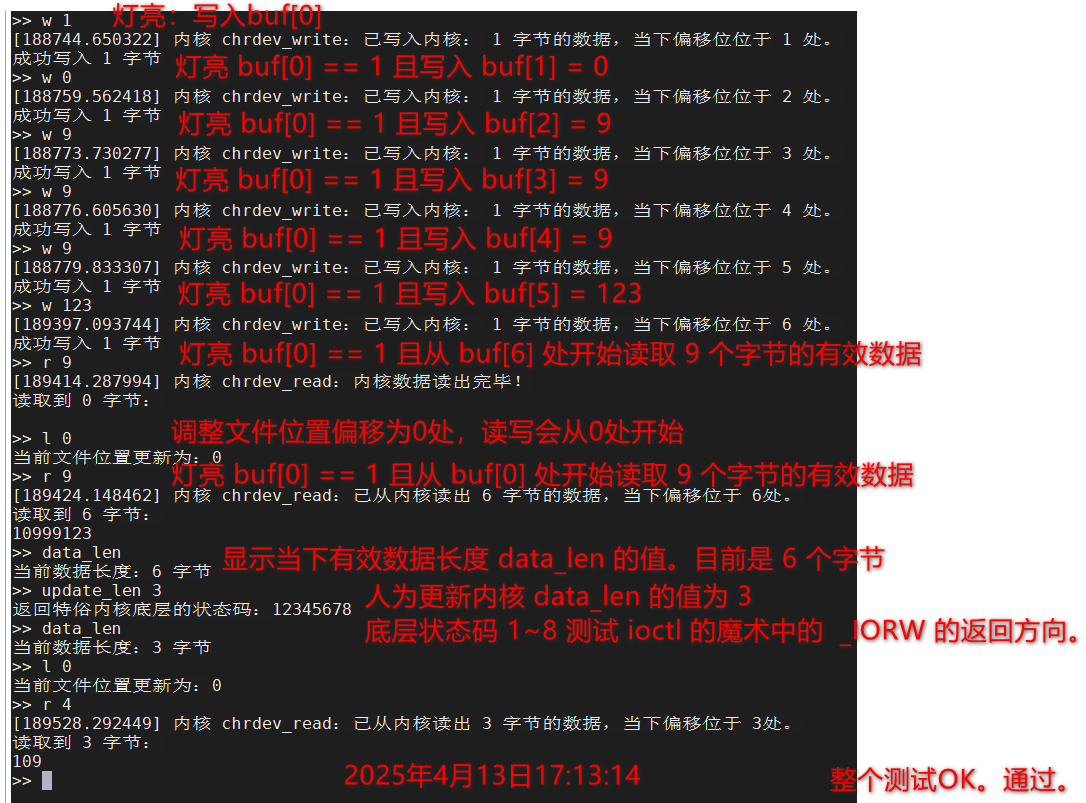 >> w 1 灯亮：写入buf[0]
[188744.650322] 内核 chrdev_write：已写入内核： 1 字节的数据，当下偏移位位于 1 处。
成功写入 1 字节 灯亮 buf[0] == 1 且写入 buf[1] = 0
>> w 0
[188759.562418] 内核 chrdev_write：已写入内核： 1 字节的数据，当下偏移位位于 2 处。
成功写入 1 字节 灯亮 buf[0] == 1 且写入 buf[2] = 9
>> w 9
[188773.730277] 内核 chrdev_write：已写入内核： 1 字节的数据，当下偏移位位于 3 处。
成功写入 1 字节 灯亮 buf[0] == 1 且写入 buf[3] = 9
>> w 9
[188776.605630] 内核 chrdev_write：已写入内核： 1 字节的数据，当下偏移位位于 4 处。
成功写入 1 字节 灯亮 buf[0] == 1 且写入 buf[4] = 9
>> w 9
[188779.833307] 内核 chrdev_write：已写入内核： 1 字节的数据，当下偏移位位于 5 处。
成功写入 1 字节 灯亮 buf[0] == 1 且写入 buf[5] = 123
>> w 123
[189397.093744] 内核 chrdev_write：已写入内核： 1 字节的数据，当下偏移位位于 6 处。
成功写入 1 字节 灯亮 buf[0] == 1 且从 buf[6] 处开始读取 9 个字节的有效数据
>> r 9
[189414.287994] 内核 chrdev_read：内核数据读出完毕！
读取到 0 字节：
>> l 0 调整文件位置偏移为0处，读写会从0处开始
当前文件位置更新为：0
>> r 9 灯亮 buf[0] == 1 且从 buf[0] 处开始读取 9 个字节的有效数据
[189424.148462] 内核 chrdev_read：已从内核读出 6 字节的数据，当下偏移位于 6处。
读取到 6 字节：
10999123
>> data_len 显示当下有效数据长度 data_len 的值。目前是 6 个字节
当前数据长度：6 字节
>> update_len 3 人为更新内核 data_len 的值为 3
返回特俗内核底层的状态码：12345678
>> data_len 底层状态码 1~8 测试 ioctl 的魔术中的 _IORW 的返回方向。
当前数据长度：3 字节
>> l 0
当前文件位置更新为：0
>> r 4
[189528.292449] 内核 chrdev_read：已从内核读出 3 字节的数据，当下偏移位于 3处。
读取到 3 字节：
109
>> 2025年4月13日17:13:14 整个测试OK。通过。